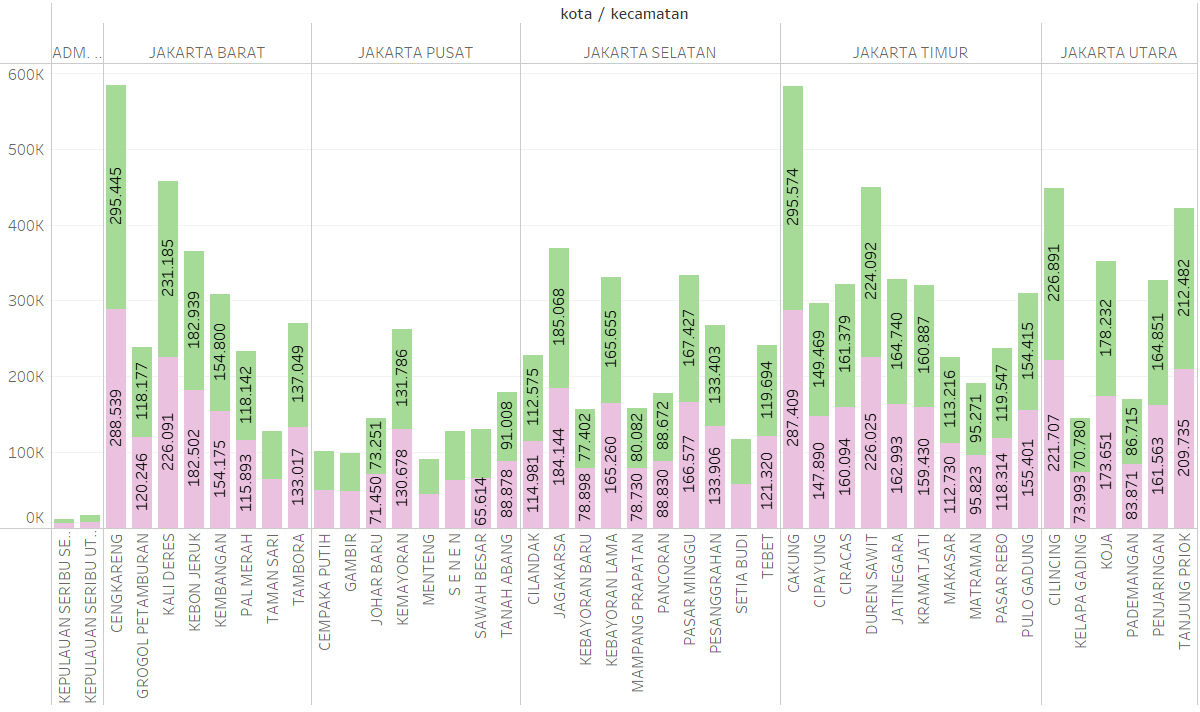 kota / kecamatan
ADM. ..
JAKARTA BARAT
JAKARTA PUSAT
JAKARTA SELATAN
JAKARTA TIMUR
JAKARTA UTARA
600K
500K
400K
300K
200K
100K
0K
295.445
288.539
118.177
120.246
231.185
226.091
182.939
182.502
154.800
154.175
118.142
115.893
137.049
133.017
73.251
71.450
131.786
130.678
65.614
91.008
88.878
112.575
114.981
185.068
184.144
77.402
78.898
165.655
165.260
80.082
78.730
88.672
88.830
167.427
166.577
133.403
133.906
119.694
121.320
295.574
287.409
149.469
147.890
161.379
160.094
224.092
226.025
164.740
162.993
160.887
159.430
113.216
112.730
95.271
95.823
119.547
118.314
154.415
155.401
226.891
221.707
70.780
73.993
178.232
173.651
86.715
83.871
164.851
161.563
212.482
209.735
KEPULAUAN SERIBU SE..
KEPULAUAN SERIBU UT..
CENGKARENG
GROGOL PETAMBURAN
KALI DERES
KEBON JERUK
KEMBANGAN
PAL MERAH
TAMAN SARI
TAMBORA
CEMPAKA PUTIH
GAMBIR
JOHAR BARU
KEMAYORAN
MENTENG
S E N E N
SAWAH BESAR
TANAH ABANG
CILANDAK
JAGAKARSA
KEBAYORAN BARU
KEBAYORAN LAMA
MAMPANG PRAPATAN
PANCORAN
PASAR MINGGU
PESANGGRAHAN
SETIA BUDI
TEBET
CAKUNG
CIPAYUNG
CIRACAS
DUREN SAWIT
JATINEGARA
KRAMAT JATI
MAKASAR
MATRAMAN
PASAR REBO
PULO GADUNG
CILINCING
KELAPA GADING
KOJA
PADEMANGAN
PENJARINGAN
TANJUNG PRIOK